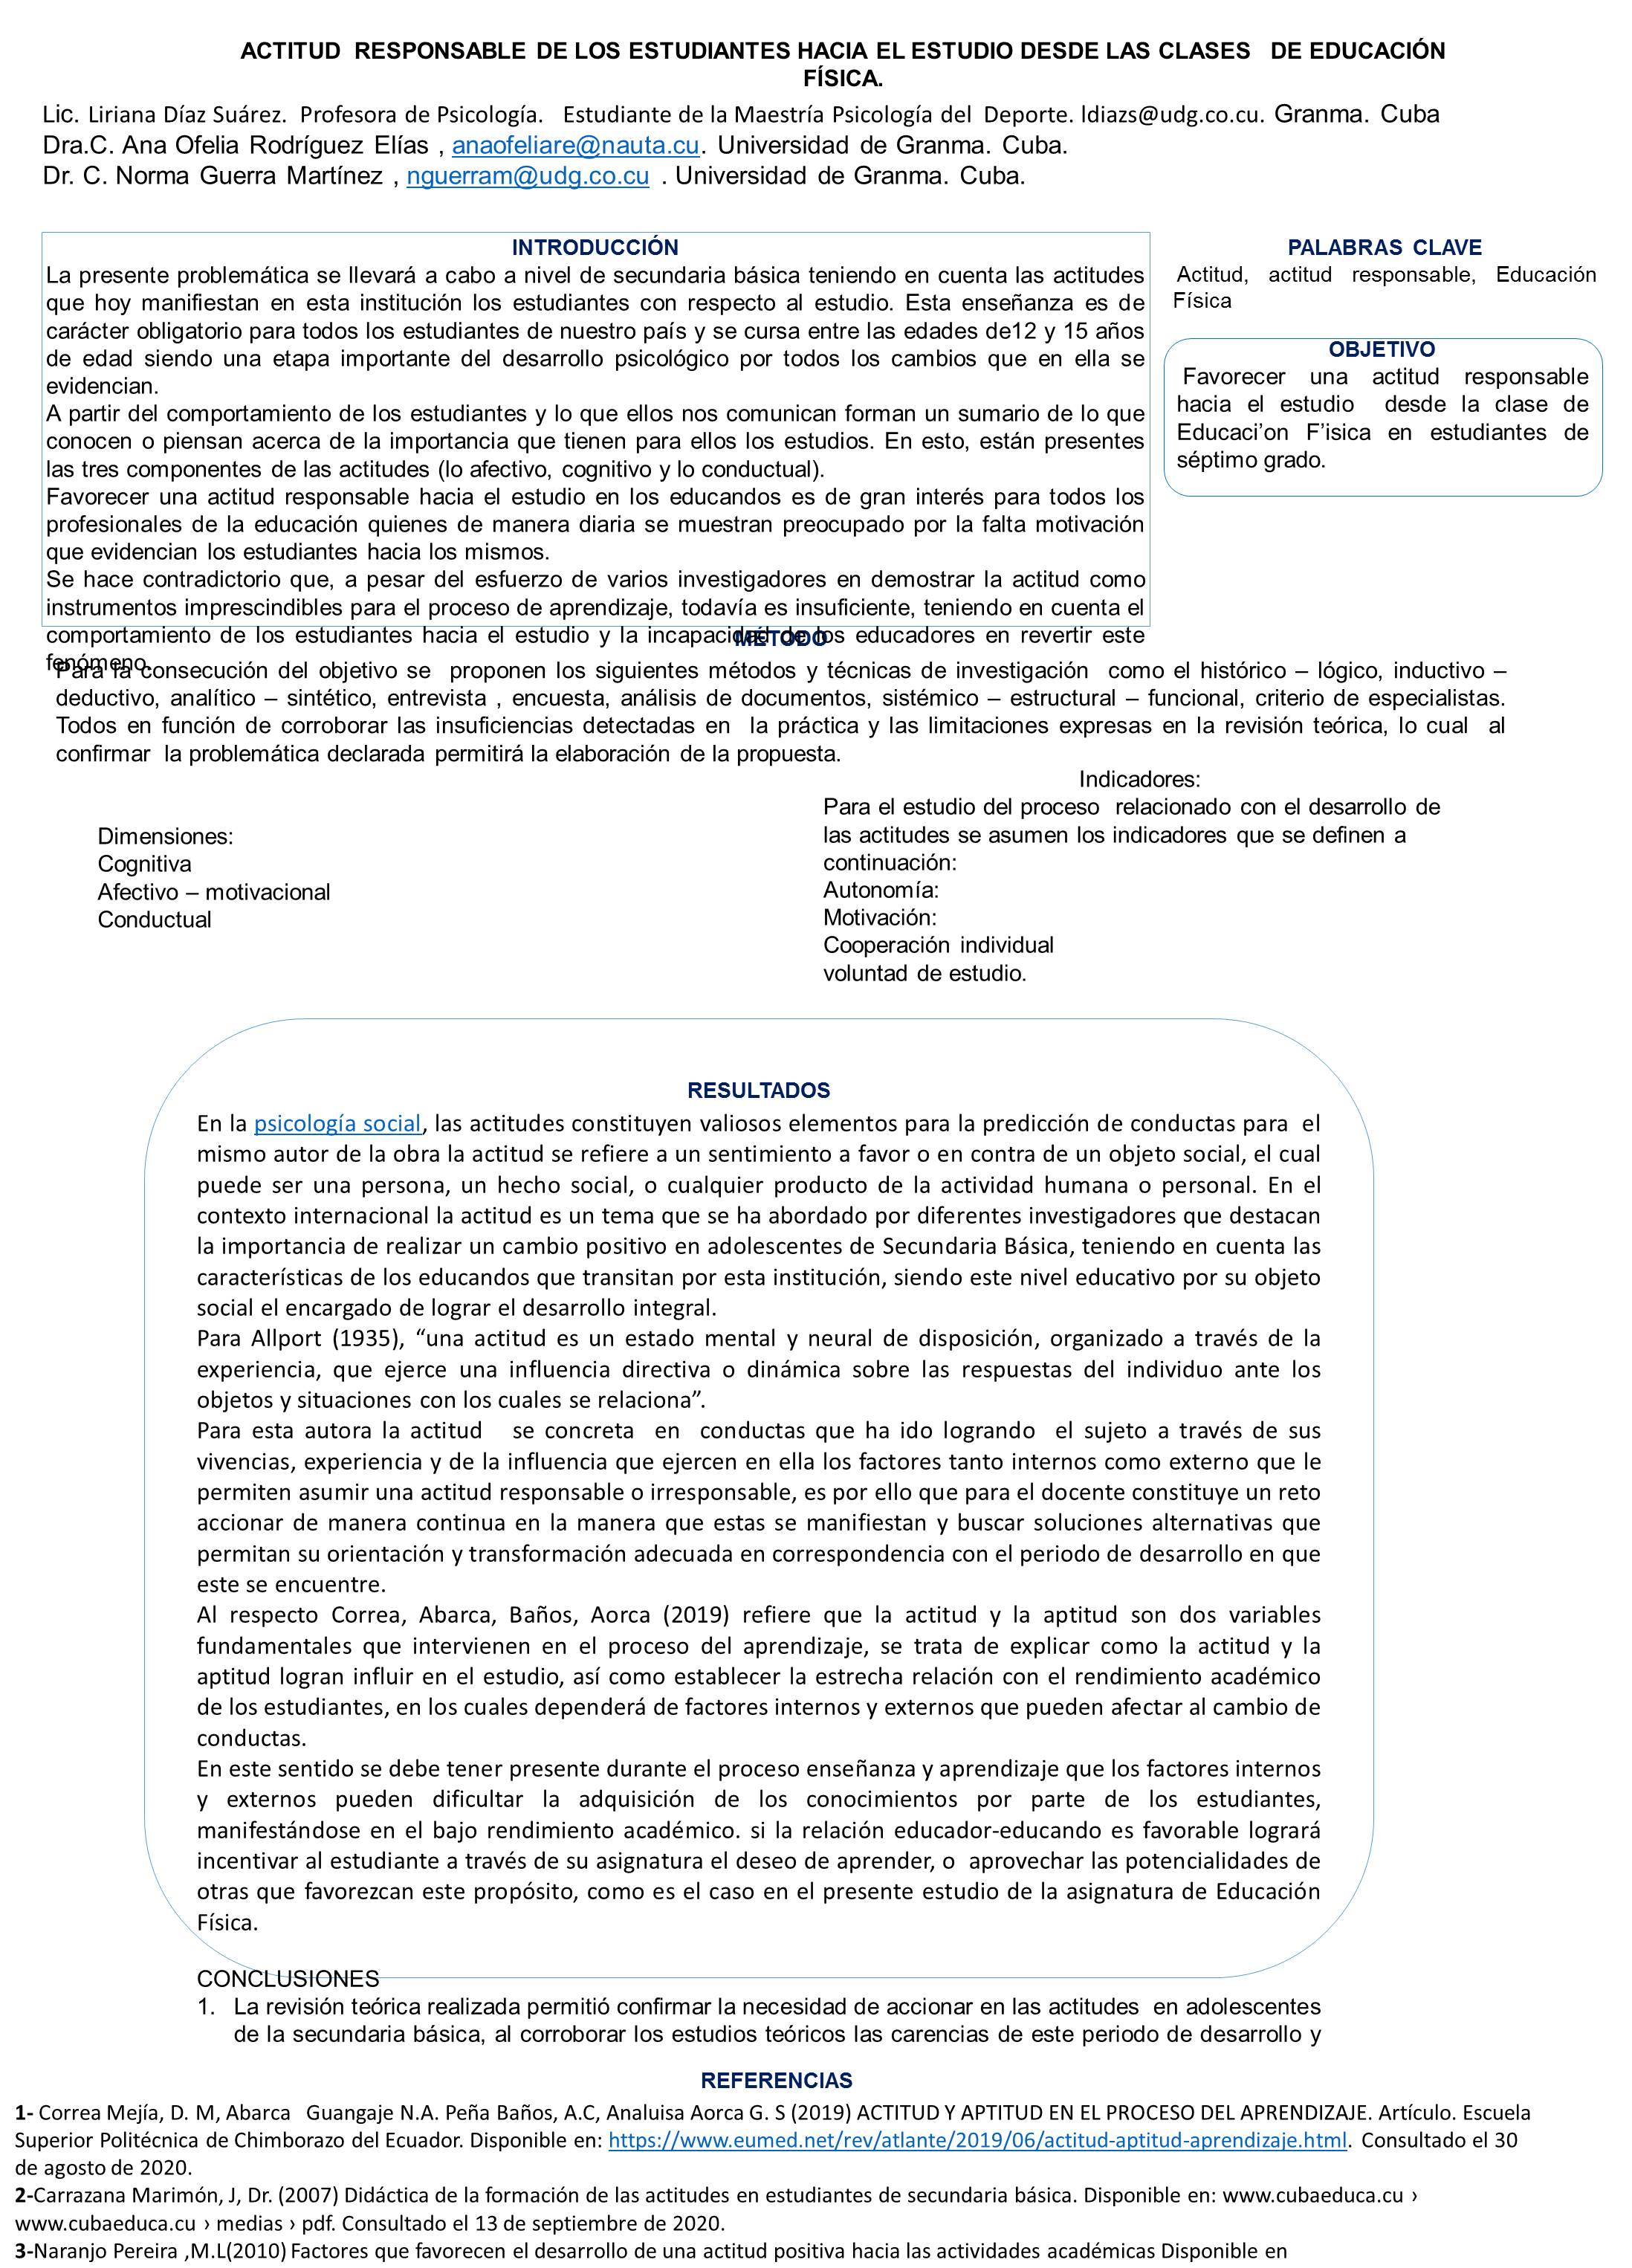 ACTITUD RESPONSABLE DE LOS ESTUDIANTES HACIA EL ESTUDIO DESDE LAS CLASES DE EDUCACIÓN
FÍSICA.
Lic. Liriana Díaz Suárez. Profesora de Psicología. Estudiante de la Maestría Psicología del Deporte. ldiazs@udg.co.cu. Granma. Cuba
Dra.C. Ana Ofelia Rodríguez Elías , anaofeliare@nauta.cu. Universidad de Granma. Cuba.
Dr. C. Norma Guerra Martínez , nguerram@udg.co.cu . Universidad de Granma. Cuba.
INTRODUCCIÓN
La presente problemática se llevará a cabo a nivel de secundaria básica teniendo en cuenta las actitudes
que hoy manifiestan en esta institución los estudiantes con respecto al estudio. Esta enseñanza es de
carácter obligatorio para todos los estudiantes de nuestro país y se cursa entre las edades de12 y 15 años
de edad siendo una etapa importante del desarrollo psicológico por todos los cambios que en ella se
evidencian.
A partir del comportamiento de los estudiantes y lo que ellos nos comunican forman un sumario de lo que
conocen o piensan acerca de la importancia que tienen para ellos los estudios. En esto, están presentes
las tres componentes de las actitudes (lo afectivo, cognitivo y lo conductual).
Favorecer una actitud responsable hacia el estudio en los educandos es de gran interés para todos los
profesionales de la educación quienes de manera diaria se muestran preocupado por la falta motivación
que evidencian los estudiantes hacia los mismos.
Se hace contradictorio que, a pesar del esfuerzo de varios investigadores en demostrar la actitud como
instrumentos imprescindibles para el proceso de aprendizaje, todavía es insuficiente, teniendo en cuenta el
comportamiento de los estudiantes hacia el estudio y la incapacidad de los educadores en revertir este
fenómeno.
PALABRAS CLAVE
Actitud, actitud responsable, Educación
Física
OBJETIVO
Favorecer una actitud responsable
hacia el estudio desde la clase de
Educaci’on F’isica en estudiantes de
séptimo grado.
MÉTODO
Para la consecución del objetivo se proponen los siguientes métodos y técnicas de investigación como el histórico – lógico, inductivo –
deductivo, analítico – sintético, entrevista , encuesta, análisis de documentos, sistémico – estructural – funcional, criterio de especialistas.
Todos en función de corroborar las insuficiencias detectadas en la práctica y las limitaciones expresas en la revisión teórica, lo cual al
confirmar la problemática declarada permitirá la elaboración de la propuesta.
Dimensiones:
Cognitiva
Afectivo – motivacional
Conductual
Indicadores:
Para el estudio del proceso relacionado con el desarrollo de
las actitudes se asumen los indicadores que se definen a
continuación:
Autonomía:
Motivación:
Cooperación individual
voluntad de estudio.
RESULTADOS
En la psicología social, las actitudes constituyen valiosos elementos para la predicción de conductas para el
mismo autor de la obra la actitud se refiere a un sentimiento a favor o en contra de un objeto social, el cual
puede ser una persona, un hecho social, o cualquier producto de la actividad humana o personal. En el
contexto internacional la actitud es un tema que se ha abordado por diferentes investigadores que destacan
la importancia de realizar un cambio positivo en adolescentes de Secundaria Básica, teniendo en cuenta las
características de los educandos que transitan por esta institución, siendo este nivel educativo por su objeto
social el encargado de lograr el desarrollo integral.
Para Allport (1935), “una actitud es un estado mental y neural de disposición, organizado a través de la
experiencia, que ejerce una influencia directiva o dinámica sobre las respuestas del individuo ante los
objetos y situaciones con los cuales se relaciona”.
Para esta autora la actitud se concreta en conductas que ha ido logrando el sujeto a través de sus
vivencias, experiencia y de la influencia que ejercen en ella los factores tanto internos como externo que le
permiten asumir una actitud responsable o irresponsable, es por ello que para el docente constituye un reto
accionar de manera continua en la manera que estas se manifiestan y buscar soluciones alternativas que
permitan su orientación y transformación adecuada en correspondencia con el periodo de desarrollo en que
este se encuentre.
Al respecto Correa, Abarca, Baños, Aorca (2019) refiere que la actitud y la aptitud son dos variables
fundamentales que intervienen en el proceso del aprendizaje, se trata de explicar como la actitud y la
aptitud logran influir en el estudio, así como establecer la estrecha relación con el rendimiento académico
de los estudiantes, en los cuales dependerá de factores internos y externos que pueden afectar al cambio de
conductas.
En este sentido se debe tener presente durante el proceso enseñanza y aprendizaje que los factores internos
y externos pueden dificultar la adquisición de los conocimientos por parte de los estudiantes,
manifestándose en el bajo rendimiento académico. si la relación educador-educando es favorable logrará
incentivar al estudiante a través de su asignatura el deseo de aprender, o aprovechar las potencialidades de
otras que favorezcan este propósito, como es el caso en el presente estudio de la asignatura de Educación
Física.
CONCLUSIONES
1. La revisión teórica realizada permitió confirmar la necesidad de accionar en las actitudes en adolescentes
de la secundaria básica, al corroborar los estudios teóricos las carencias de este periodo de desarrollo y
REFERENCIAS
1- Correa Mejía, D. M, Abarca Guangaje N.A. Peña Baños, A.C, Analuisa Aorca G. S (2019) ACTITUD Y APTITUD EN EL PROCESO DEL APRENDIZAJE. Artículo. Escuela
Superior Politécnica de Chimborazo del Ecuador. Disponible en: https://www.eumed.net/rev/atlante/2019/06/actitud-aptitud-aprendizaje.html. Consultado el 30
de agosto de 2020.
2-Carrazana Marimón, J, Dr. (2007) Didáctica de la formación de las actitudes en estudiantes de secundaria básica. Disponible en: www.cubaeduca.cu ›
www.cubaeduca.cu › medias › pdf. Consultado el 13 de septiembre de 2020.
3-Naranjo Pereira ,M.L(2010) Factores que favorecen el desarrollo de una actitud positiva hacia las actividades académicas Disponible en